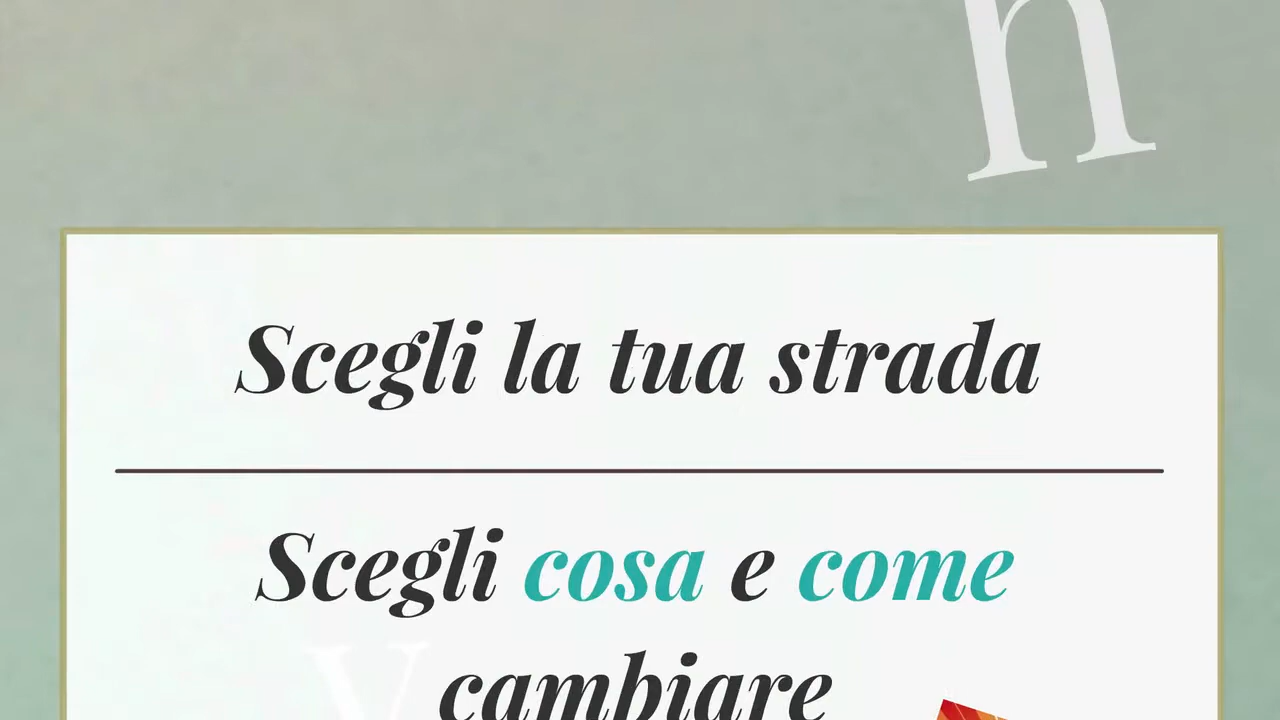 h
Scegli la tua strada
Scegli cosa e come
cambiare
v